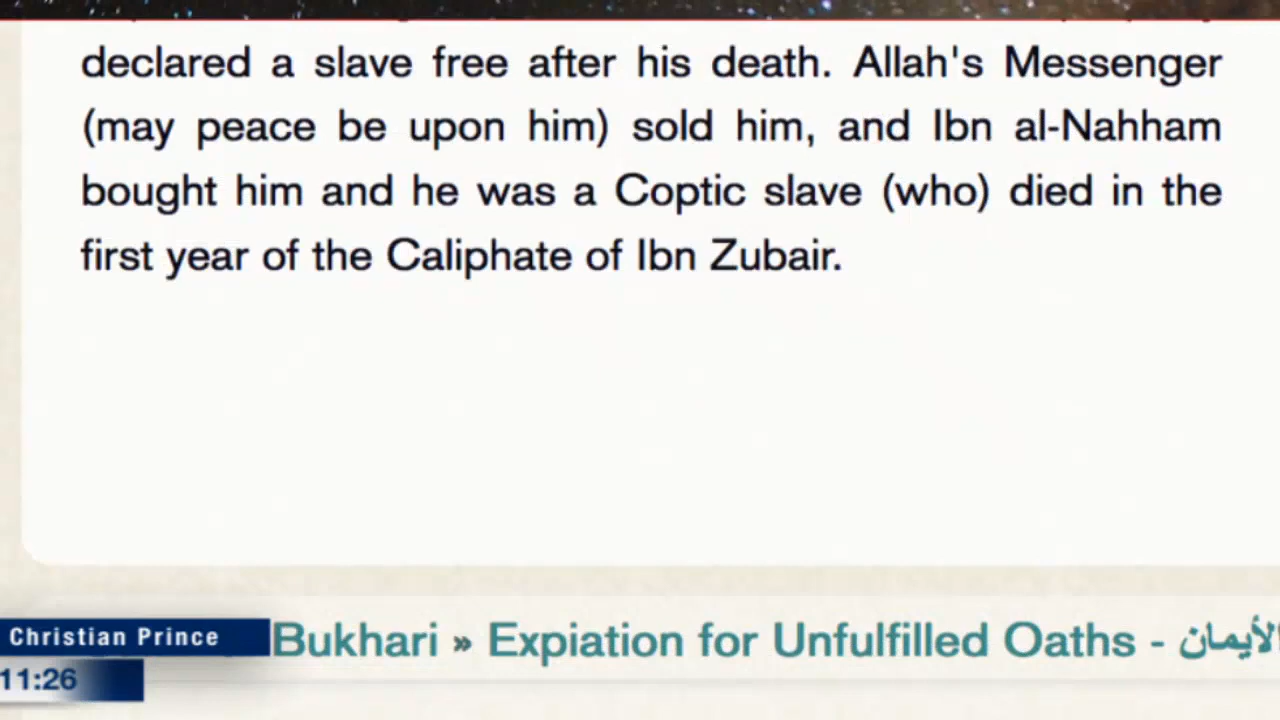 declared a slave free after his death. Allah's Messenger
(may peace be upon him) sold him, and Ibn al-Nahham
bought him and he was a Coptic slave (who) died in the
first year of the Caliphate of Ibn Zubair.
Christian Prince
Bukhari » Expiation for Unfulfilled Oaths - الأيمان
11:26